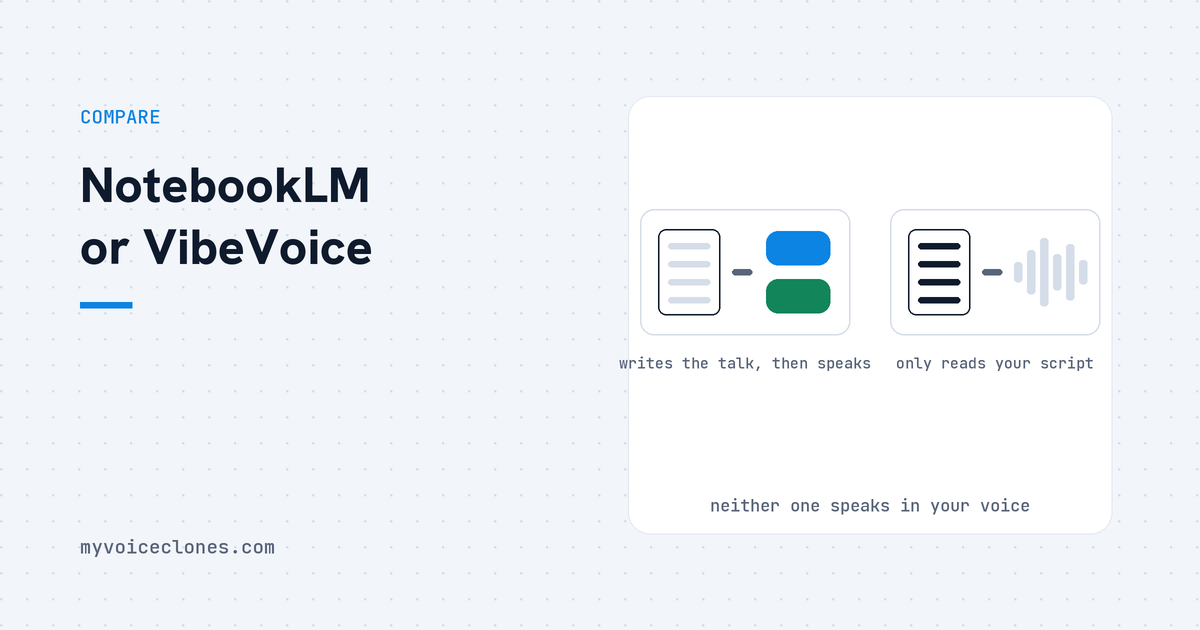 COMPARE
NotebookLM
or VibeVoice
writes the talk, then speaks
only reads your script
neither one speaks in your voice
myvoiceclones.com